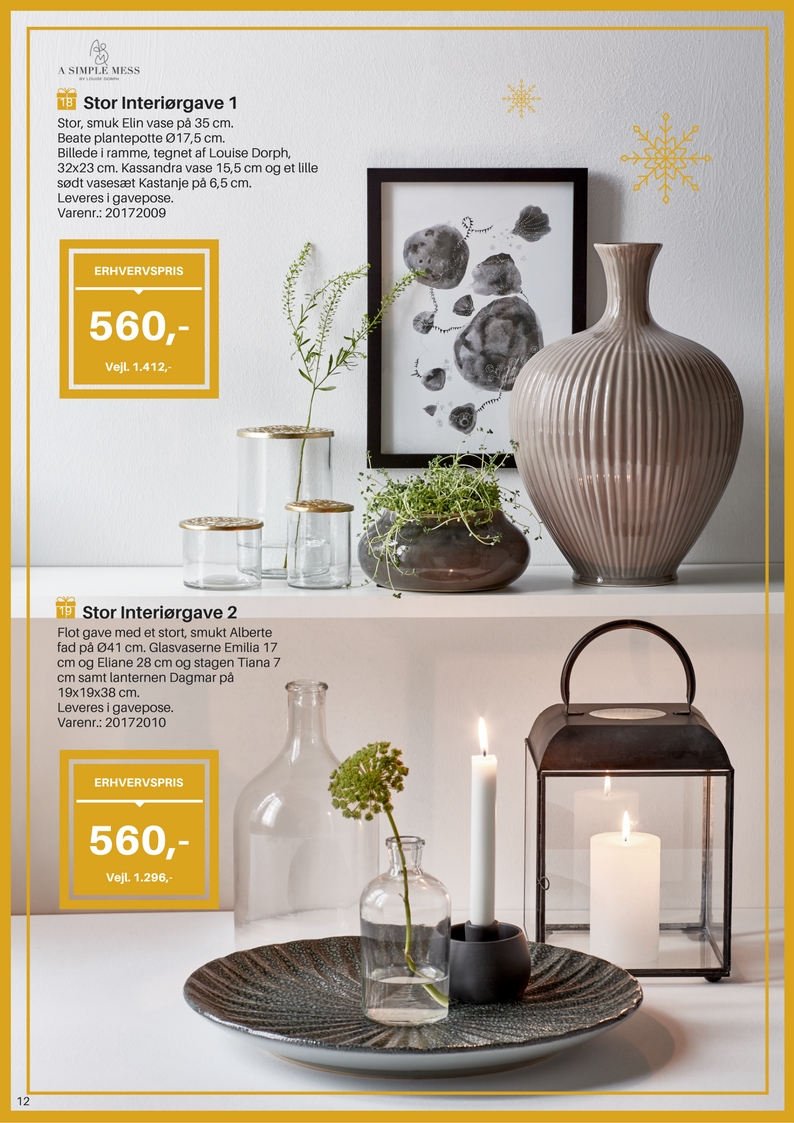 A SIMPLE MESS
BY LOUISE DORPH
18 Stor Interiørgave 1
Stor, smuk Elin vase på 35 cm.
Beate plantepotte Ø17,5 cm.
Billede i ramme, tegnet af Louise Dorph,
32x23 cm. Kassandra vase 15,5 cm og et lille
sødt vasesæt Kastanje på 6,5 cm.
Leveres i gavepose.
Varenr.: 20172009
ERHVERVSPRIS
560,-
Vejl. 1.412,-
19 Stor Interiørgave 2
Flot gave med et stort, smukt Alberte
fad på Ø41 cm. Glasvaserne Emilia 17
cm og Eliane 28 cm og stagen Tiana 7
cm samt lanternen Dagmar på
19x19x38 cm.
Leveres i gavepose.
Varenr.: 20172010
ERHVERVSPRIS
560,-
Vejl. 1.296,-
12